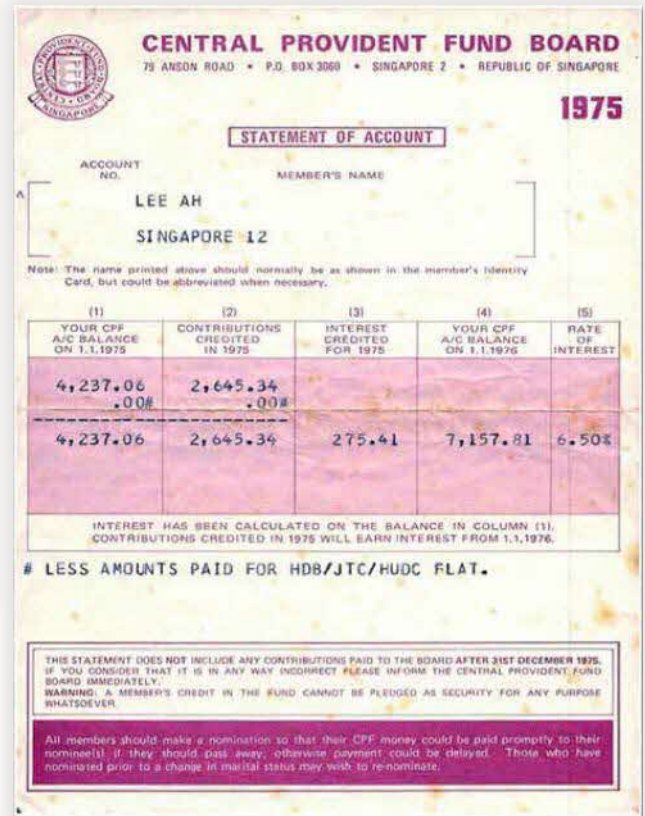 CENTRAL PROVIDENT FUND BOARD
79 ANSON ROAD • P.O. BOX 3060 • SINGAPORE 2 • REPUBLIC OF SINGAPORE
CENTRAL PROVIDENT FUND BOARD
SINGAPORE
1975
STATEMENT OF ACCOUNT
ACCOUNT NO.
MEMBER'S NAME
LEE AH
SINGAPORE 12
Note: The name printed above should normally be as shown in the member's Identity
Card, but could be abbreviated when necessary.
(1) (2) (3) (4) (5)
YOUR CPF CONTRIBUTIONS INTEREST YOUR CPF RATE
A/C BALANCE CREDITED CREDITED A/C BALANCE OF
ON 1.1.1975 IN 1975 FOR 1975 ON 1.1.1976 INTEREST
4,237.06 2,645.34
.00# .00#
4,237.06 2,645.34 275.41 7,157.81 6.50%
INTEREST HAS BEEN CALCULATED ON THE BALANCE IN COLUMN (1).
CONTRIBUTIONS CREDITED IN 1975 WILL EARN INTEREST FROM 1.1.1976.
# LESS AMOUNTS PAID FOR HDB/JTC/HUDC FLAT.
THIS STATEMENT DOES NOT INCLUDE ANY CONTRIBUTIONS PAID TO THE BOARD AFTER 31ST DECEMBER 1975.
IF YOU CONSIDER THAT IT IS IN ANY WAY INCORRECT PLEASE INFORM THE CENTRAL PROVIDENT FUND
BOARD IMMEDIATELY.
WARNING: A MEMBER'S CREDIT IN THE FUND CANNOT BE PLEDGED AS SECURITY FOR ANY PURPOSE
WHATSOEVER.
All members should make a nomination so that their CPF money could be paid promptly to their
nominee(s) if they should pass away; otherwise payment could be delayed. Those who have
nominated prior to a change in marital status may wish to re-nominate.